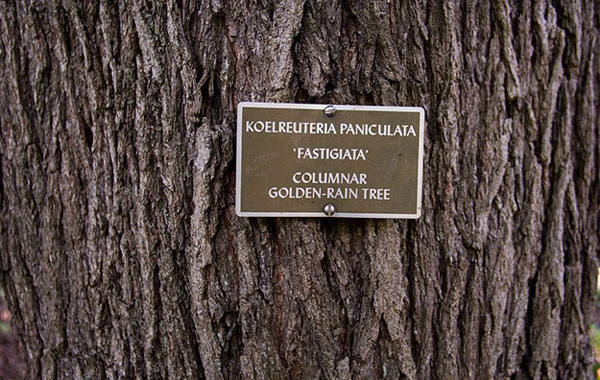 KOELREUTERIA PANICULATA
'FASTIGIATA'
COLUMNAR
GOLDEN-RAIN TREE